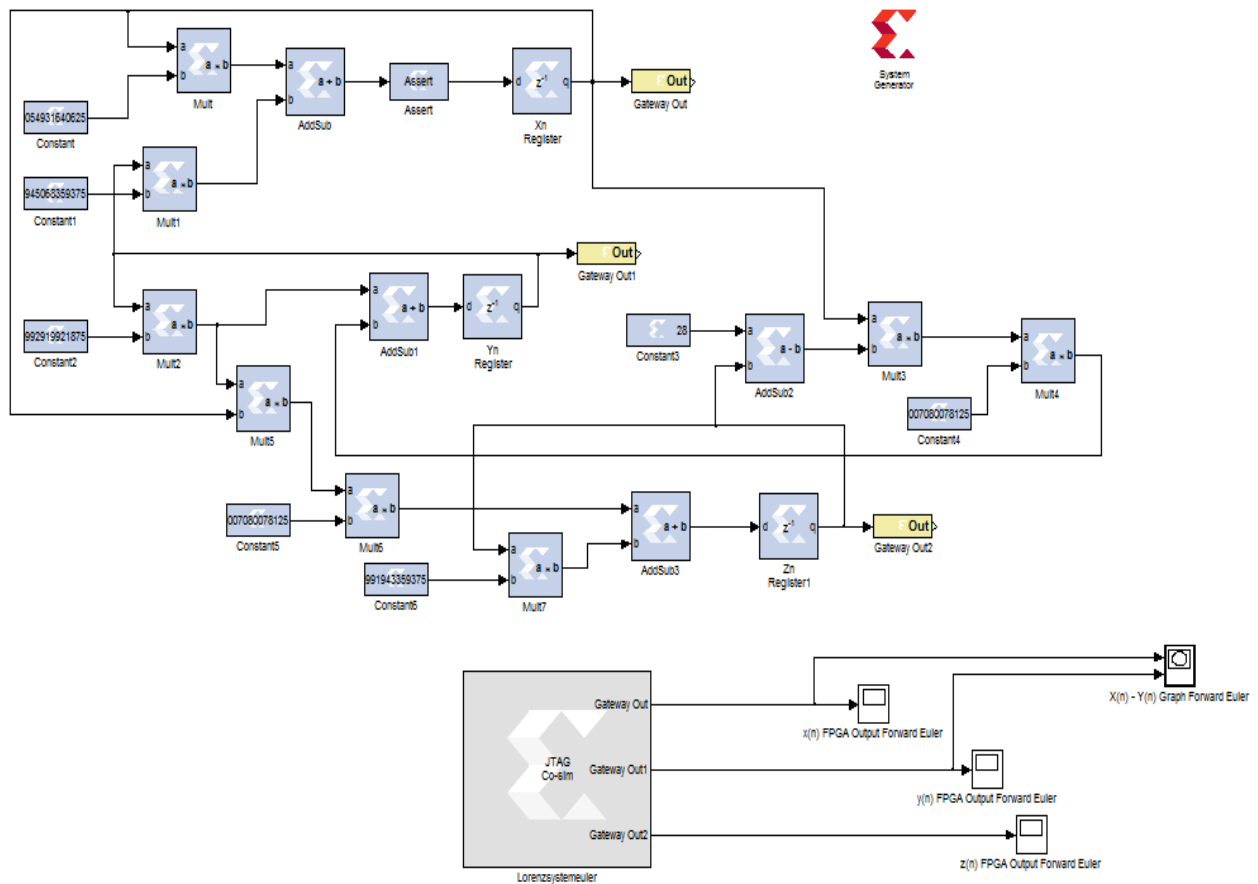 a
b
a * b
Mult
054931640625
Constant
a
b
a + b
AddSub
Assert
Assert
d
z⁻¹
q
Xn
Register
Out
Gateway Out
System
Generator
945068359375
Constant1
a
b
a * b
Mult1
Out
Gateway Out1
992919921875
Constant2
a
b
a * b
Mult2
a
b
a + b
AddSub1
d
z⁻¹
q
Yn
Register
28
Constant3
a
b
a - b
AddSub2
a
b
a * b
Mult3
a
b
a * b
Mult4
007080078125
Constant4
a
b
a * b
Mult5
007080078125
Constant5
a
b
a * b
Mult6
991943359375
Constant6
a
b
a * b
Mult7
a
b
a + b
AddSub3
d
z⁻¹
q
Zn
Register1
Out
Gateway Out2
JTAG
Co-sim
Gateway Out
Gateway Out1
Gateway Out2
Lorenzsystemeuler
x(n) FPGA Output Forward Euler
X(n) - Y(n) Graph Forward Euler
y(n) FPGA Output Forward Euler
z(n) FPGA Output Forward Euler